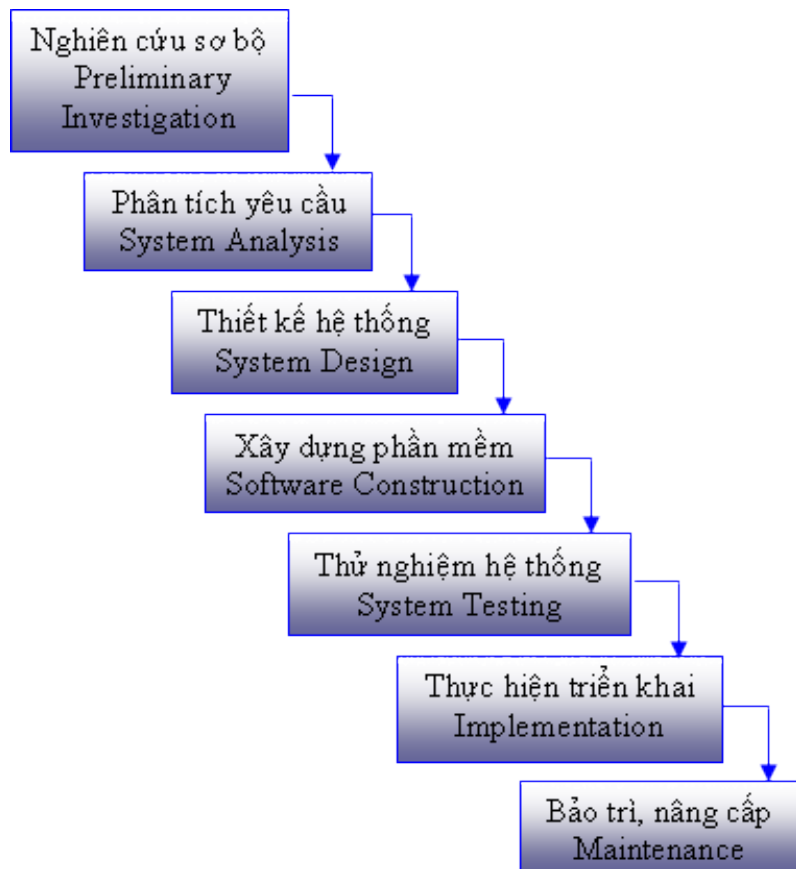 Nghiên cứu sơ bộ
Preliminary
Investigation
Phân tích yêu cầu
System Analysis
Thiết kế hệ thống
System Design
Xây dựng phần mềm
Software Construction
Thử nghiệm hệ thống
System Testing
Thực hiện triển khai
Implementation
Bảo trì, nâng cấp
Maintenance